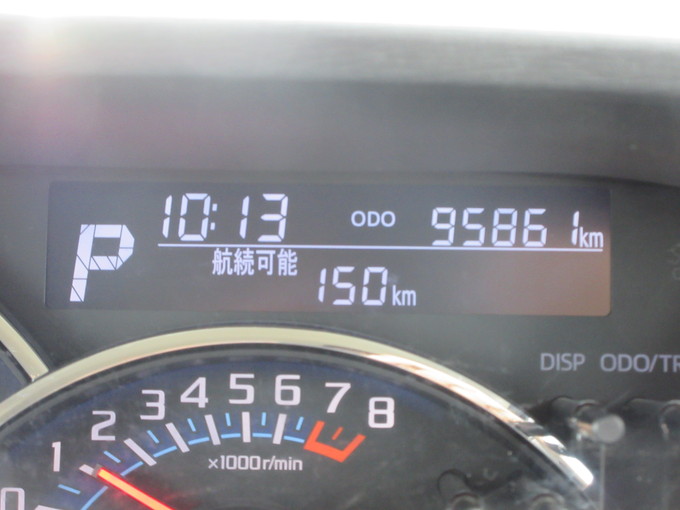 P
10:13 ODO 95861km
航続可能
150km
DISP ODO/TR
0 1 2 3 4 5 6 7 8
×1000r/min